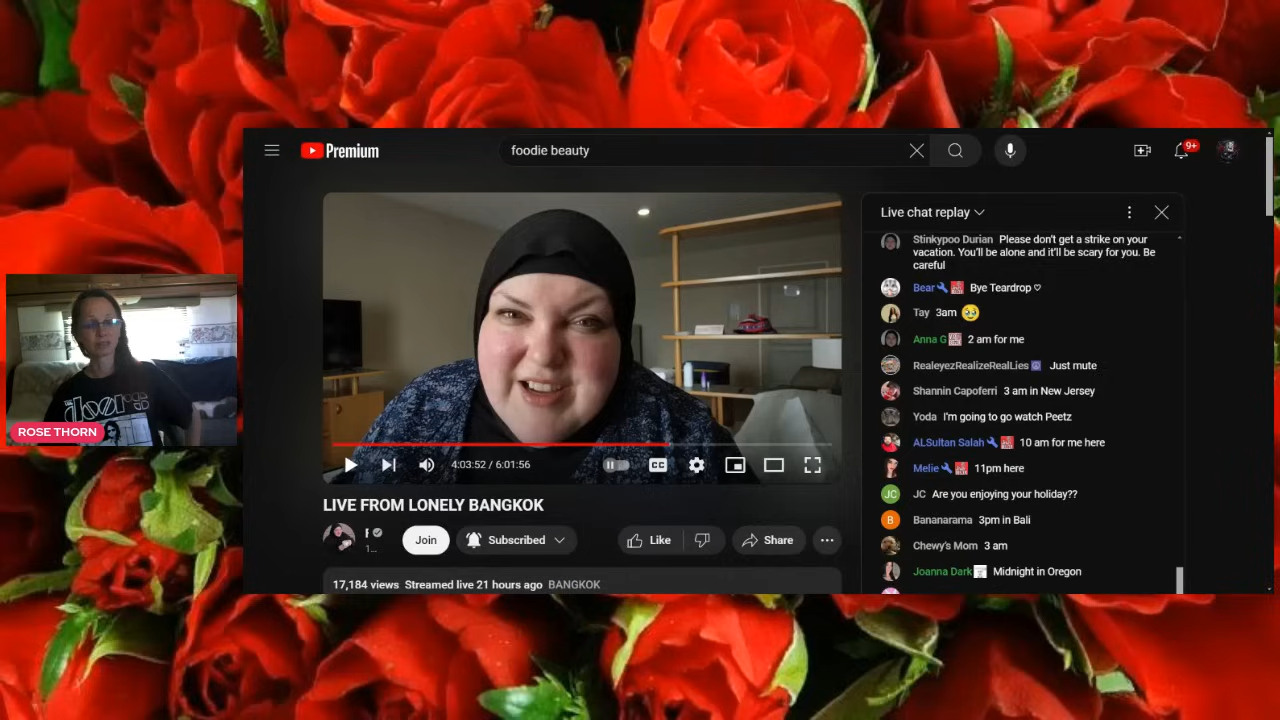 Premium
foodie beauty
9+
Live chat replay
Stinkypoo Durian Please don't get a strike on your
vacation. You'll be alone and it'll be scary for you. Be
careful
Bear Bye Teardrop
Tay 3am
Anna G 2 am for me
RealeyezRealizeRealLies Just mute
Shannin Capoferri 3 am in New Jersey
Yoda I'm going to go watch Peetz
ALSultan Salah 10 am for me here
Melie 11pm here
JC JC Are you enjoying your holiday??
B Bananarama 3pm in Bali
Chewy's Mom 3 am
Joanna Dark Midnight in Oregon
DOORS
ROSE THORN
4:03:52 / 6:01:56
CC
LIVE FROM LONELY BANGKOK
1...
Join
Subscribed
Like
Share
17,184 views Streamed live 21 hours ago BANGKOK